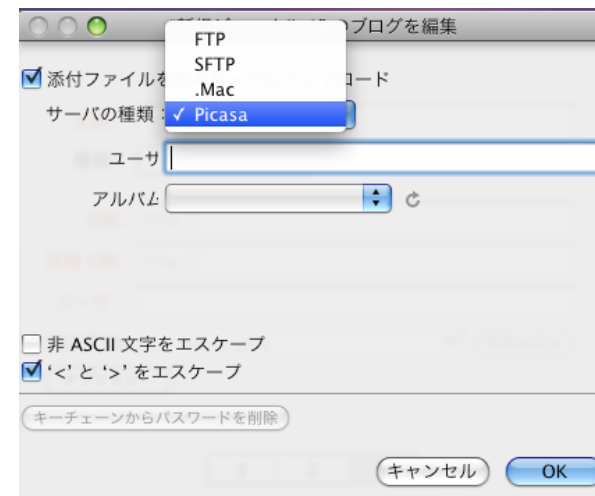 のブログを編集
FTP
SFTP
.Mac
✓ Picasa
添付ファイルを
ード
サーバの種類：
ユーザ
アルバム
非 ASCII 文字をエスケープ
‘<’ と ‘>’ をエスケープ
キーチェーンからパスワードを削除
キャンセル
OK